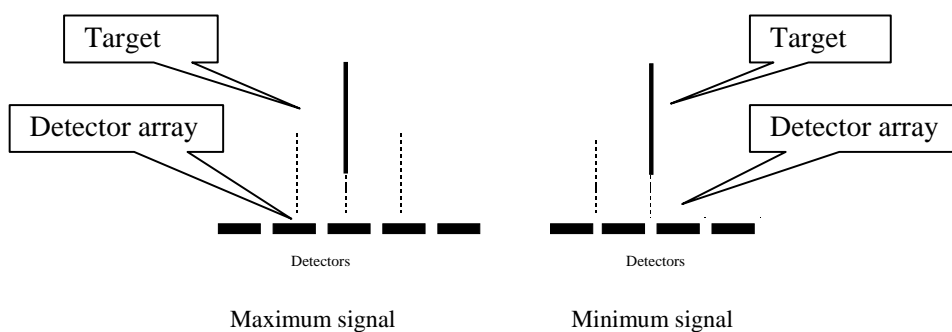 Target
Target
Detector array
Detector array
Detectors
Detectors
Maximum signal
Minimum signal